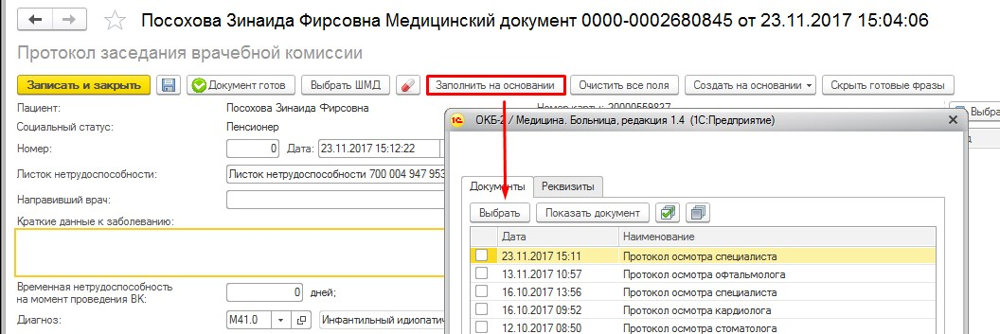 Посохова Зинаида Фирсовна Медицинский документ 0000-0002680845 от 23.11.2017 15:04:06
Протокол заседания врачебной комиссии
Записать и закрыть Документ готов Выбрать ШМД Заполнить на основании Очистить все поля Создать на основании Скрыть готовые фразы
Пациент: Посохова Зинаида Фирсовна
Социальный статус: Пенсионер
Номер: 0 Дата: 23.11.2017 15:12:22
Листок нетрудоспособности: Листок нетрудоспособности 700 004 947 953
Направивший врач:
Краткие данные к заболеванию:
Временная нетрудоспособность
на момент проведения ВК: 0 дней;
Диагноз: M41.0 Инфантильный идиопатич
Выбра
ОКБ-2 / Медицина. Больница, редакция 1.4 (1С:Предприятие)
Документы Реквизиты
Выбрать Показать документ
Дата Наименование
23.11.2017 15:11 Протокол осмотра специалиста
13.11.2017 10:57 Протокол осмотра офтальмолога
16.10.2017 13:56 Протокол осмотра специалиста
16.10.2017 09:52 Протокол осмотра кардиолога
12.10.2017 08:50 Протокол осмотра стоматолога